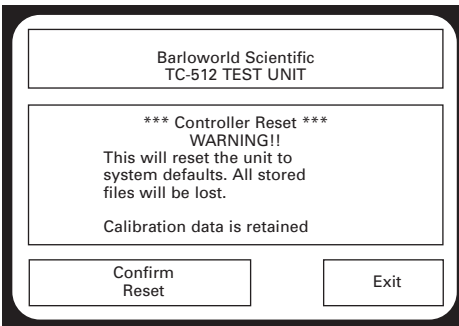 Barloworld Scientific
TC-512 TEST UNIT
*** Controller Reset ***
WARNING!!
This will reset the unit to
system defaults. All stored
files will be lost.
Calibration data is retained
Confirm
Reset
Exit